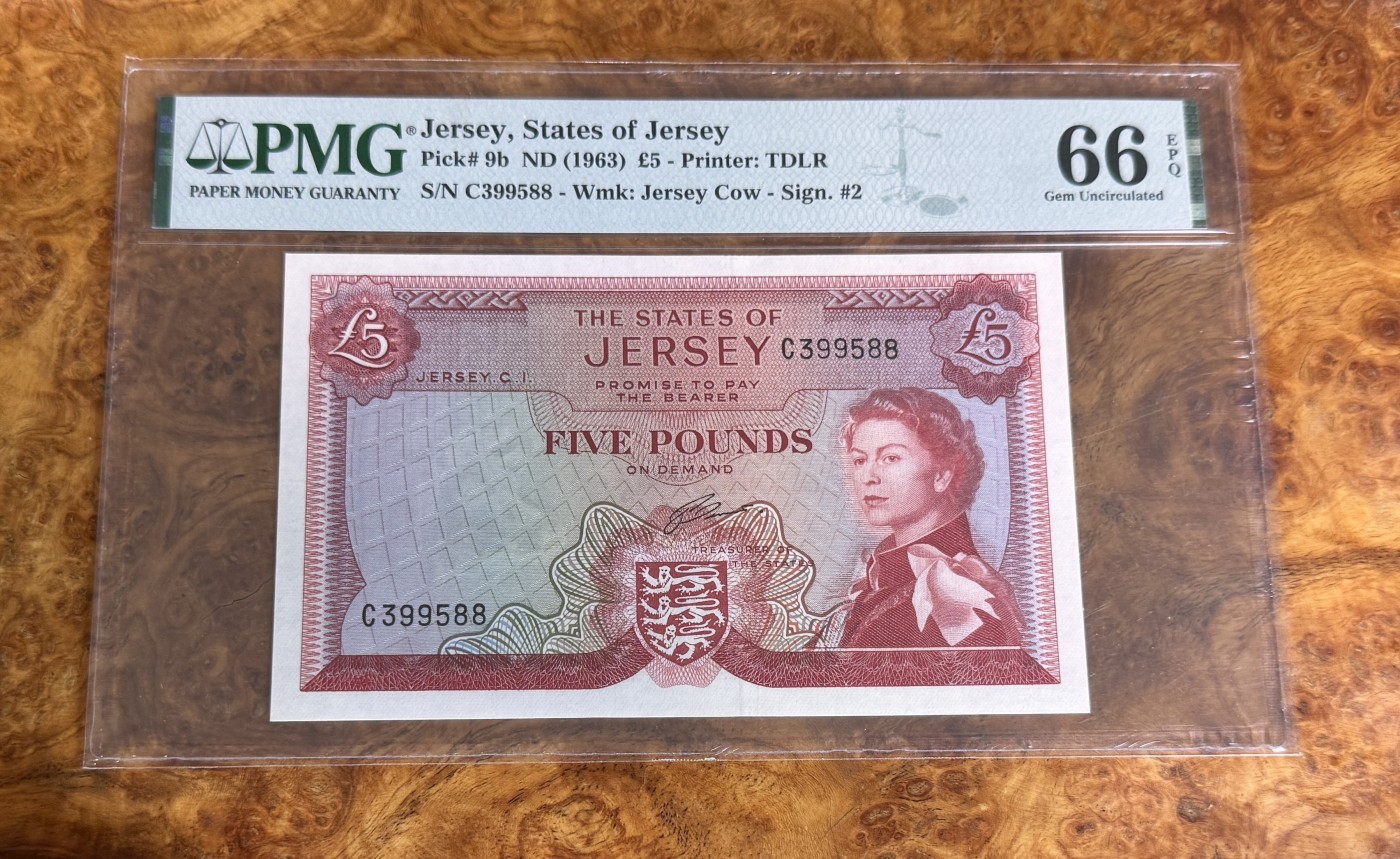 PMG®
PAPER MONEY GUARANTY
Jersey, States of Jersey
Pick# 9b ND (1963) £5 - Printer: TDLR
S/N C399588 - Wmk: Jersey Cow - Sign. #2
66
EPQ
Gem Uncirculated
£5
£5
THE STATES OF
JERSEY C399588
JERSEY. C. I.
PROMISE TO PAY
THE BEARER
FIVE POUNDS
ON DEMAND
TREASURER OF
THE STATES
C399588